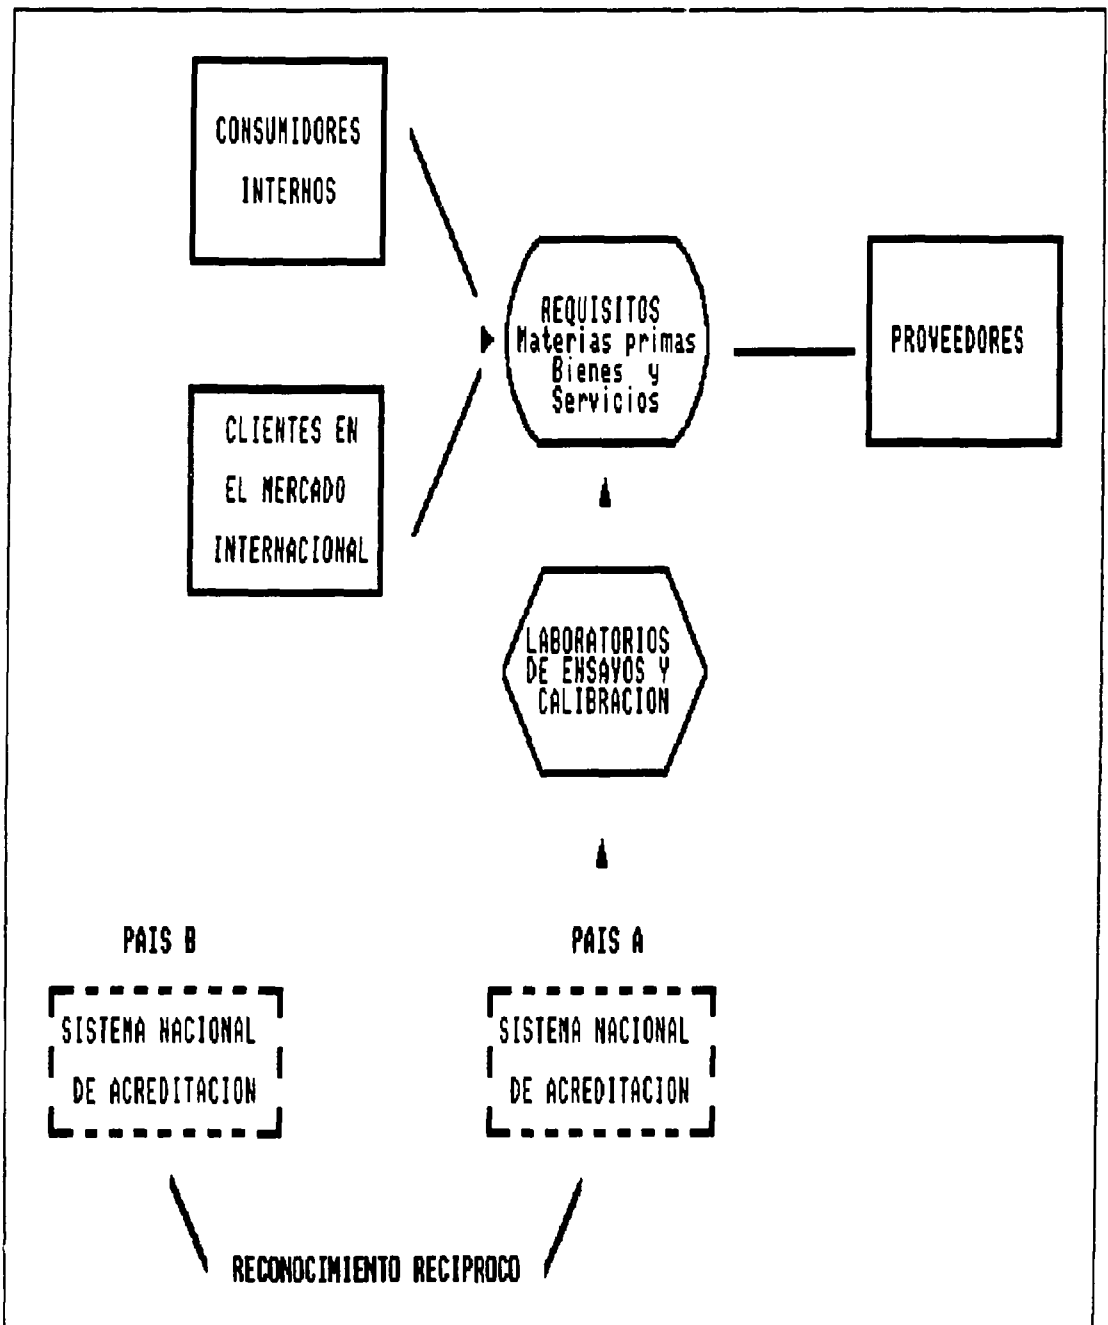 CONSUMIDORES
INTERNOS
CLIENTES EN
EL MERCADO
INTERNACIONAL
REQUISITOS
Materias primas
Bienes y
Servicios
PROVEEDORES
LABORATORIOS
DE ENSAYOS Y
CALIBRACION
PAIS B
SISTEMA NACIONAL
DE ACREDITACION
PAIS A
SISTEMA NACIONAL
DE ACREDITACION
RECONOCIMIENTO RECIPROCO